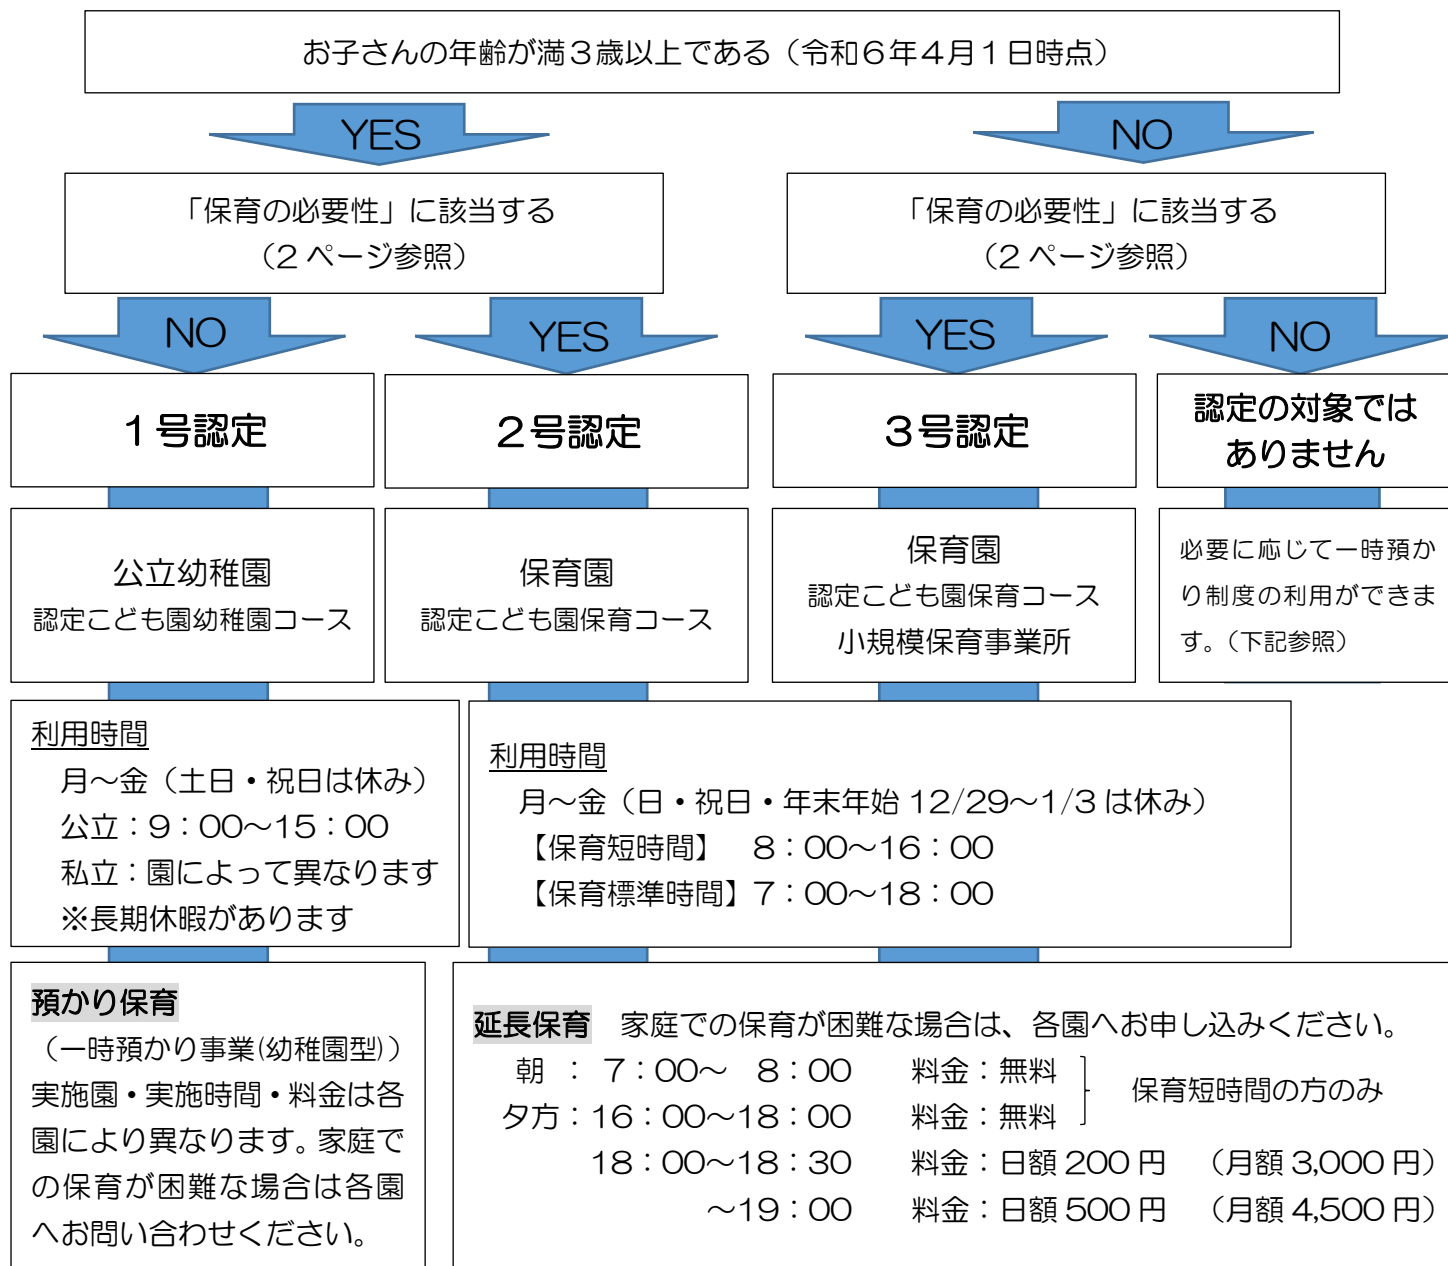 お子さんの年齢が満３歳以上である（令和６年４月１日時点）
YES
NO
「保育の必要性」に該当する
（2 ページ参照）
「保育の必要性」に該当する
（2 ページ参照）
NO
YES
YES
NO
１号認定
２号認定
３号認定
認定の対象では
ありません
公立幼稚園
認定こども園幼稚園コース
保育園
認定こども園保育コース
保育園
認定こども園保育コース
小規模保育事業所
必要に応じて一時預か
り制度の利用ができま
す。（下記参照）
利用時間
月～金（土日・祝日は休み）
公立：９：００～１５：００
私立：園によって異なります
※長期休暇があります
利用時間
月～金（日・祝日・年末年始 12/29～1/3 は休み）
【保育短時間】　８：００～１６：００
【保育標準時間】７：００～１８：００
預かり保育
（一時預かり事業(幼稚園型)）
実施園・実施時間・料金は各
園により異なります。家庭で
の保育が困難な場合は各園
へお問い合わせください。
延長保育　家庭での保育が困難な場合は、各園へお申し込みください。
朝　：　７：００～　８：００　　料金：無料
保育短時間の方のみ
夕方：１６：００～１８：００　　料金：無料
１８：００～１８：３０　　料金：日額 200 円　（月額 3,000 円）
～１９：００　　料金：日額 500 円　（月額 4,500 円）